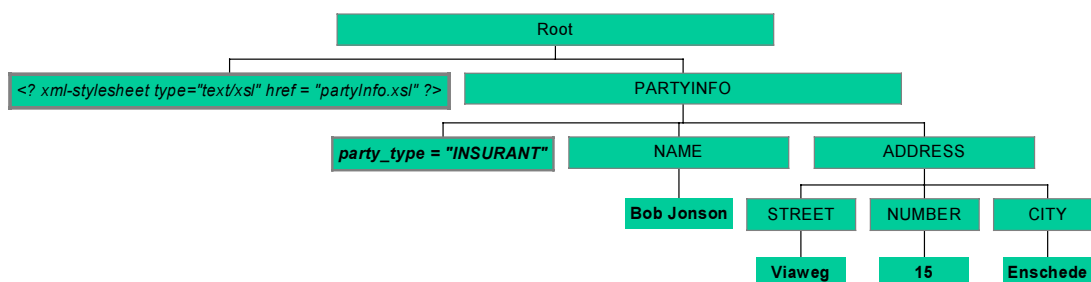 Root
<? xml-stylesheet type="text/xsl" href = "partyInfo.xsl" ?>
PARTYINFO
party_type = "INSURANT"
NAME
ADDRESS
Bob Jonson
STREET
NUMBER
CITY
Viaweg
15
Enschede